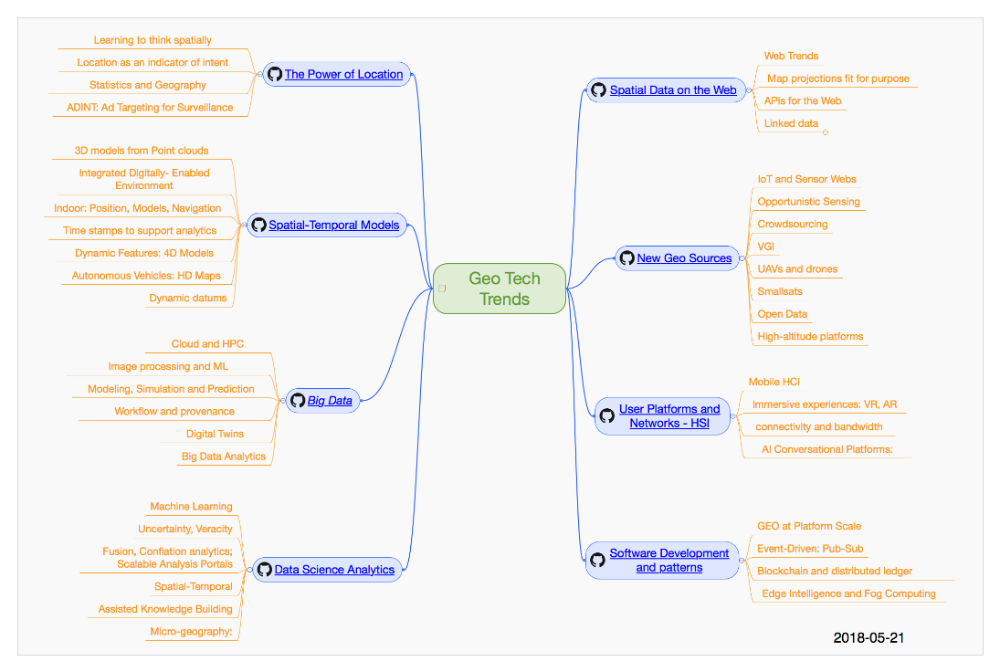 Geo Tech
Trends
The Power of Location
Learning to think spatially
Location as an indicator of intent
Statistics and Geography
ADINT: Ad Targeting for Surveillance
Spatial-Temporal Models
3D models from Point clouds
Integrated Digitally- Enabled
Environment
Indoor: Position, Models, Navigation
Time stamps to support analytics
Dynamic Features: 4D Models
Autonomous Vehicles: HD Maps
Dynamic datums
Big Data
Cloud and HPC
Image processing and ML
Modeling, Simulation and Prediction
Workflow and provenance
Digital Twins
Big Data Analytics
Data Science Analytics
Machine Learning
Uncertainty, Veracity
Fusion, Conflation analytics;
Scalable Analysis Portals
Spatial-Temporal
Assisted Knowledge Building
Micro-geography:
Spatial Data on the Web
Web Trends
Map projections fit for purpose
APIs for the Web
Linked data
New Geo Sources
IoT and Sensor Webs
Opportunistic Sensing
Crowdsourcing
VGI
UAVs and drones
Smallsats
Open Data
High-altitude platforms
User Platforms and
Networks - HSI
Mobile HCI
Immersive experiences: VR, AR
connectivity and bandwidth
AI Conversational Platforms:
Software Development
and patterns
GEO at Platform Scale
Event-Driven: Pub-Sub
Blockchain and distributed ledger
Edge Intelligence and Fog Computing
2018-05-21